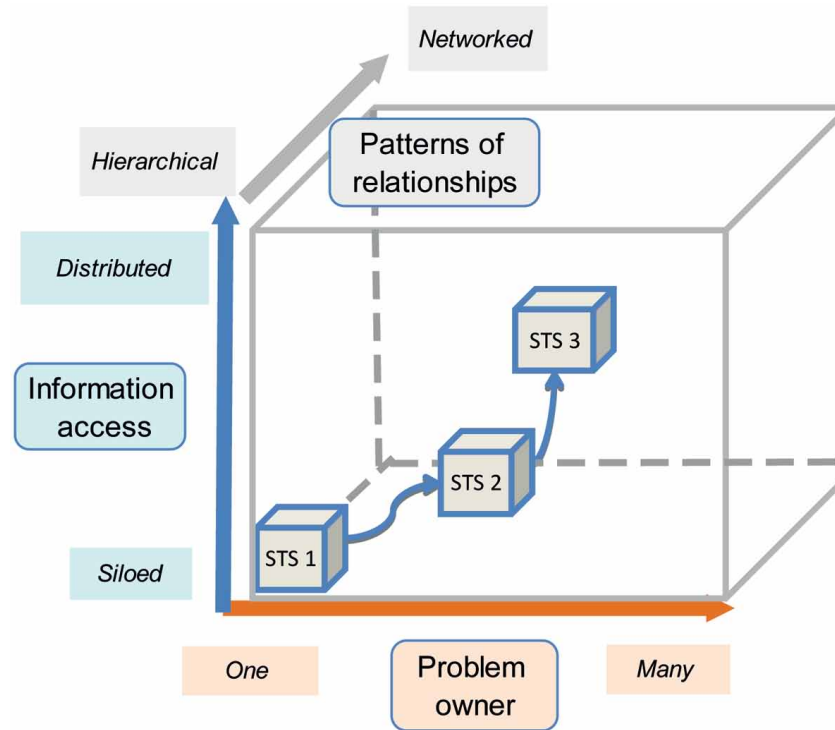 Networked
Hierarchical
Patterns of
relationships
Distributed
STS 3
Information
access
STS 2
STS 1
Siloed
One
Problem
owner
Many